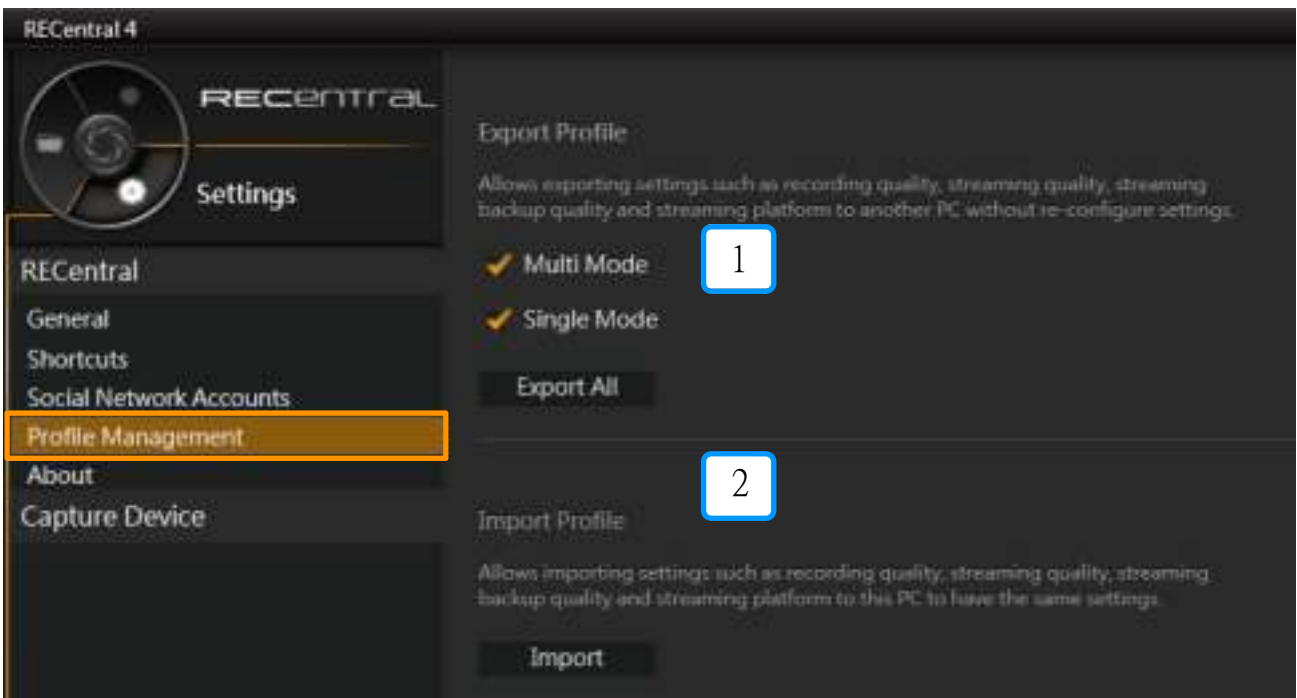 RECentral 4
RECentral
Settings
RECentral
General
Shortcuts
Social Network Accounts
Profile Management
About
Capture Device
Export Profile
Allows exporting settings such as recording quality, streaming quality, streaming
backup quality and streaming platform to another PC without re-configure settings.
Multi Mode
1
Single Mode
Export All
2
Import Profile
Allows importing settings such as recording quality, streaming quality, streaming
backup quality and streaming platform to this PC to have the same settings.
Import